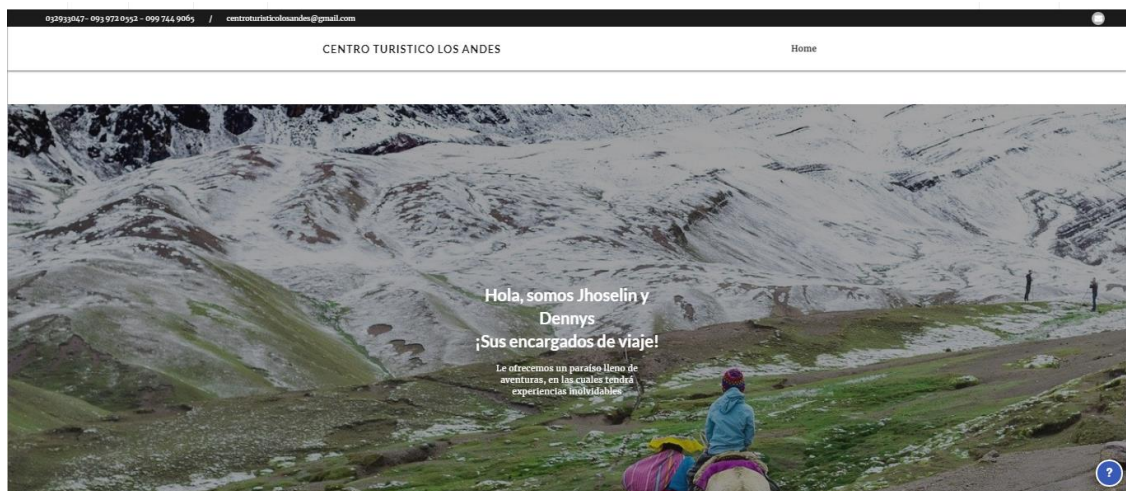 032933047- 093 972 0552 - 099 744 9065 / centroturisticolosandes@gmail.com
CENTRO TURISTICO LOS ANDES
Home
Hola, somos Jhoselin y
Dennys
¡Sus encargados de viaje!
Le ofrecemos un paraíso lleno de
aventuras, en las cuales tendrá
experiencias inolvidables
?